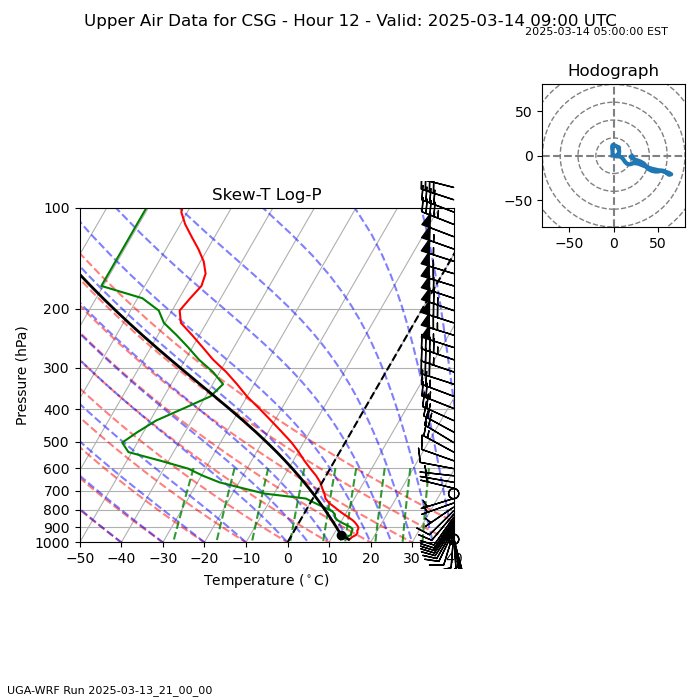 Upper Air Data for CSG - Hour 12 - Valid: 2025-03-14 09:00 UTC
2025-03-14 05:00:00 EST
Hodograph
50
0
−50
−50 0 50
Skew-T Log-P
100
200
300
400
500
600
700
800
900
1000
Pressure (hPa)
−50 −40 −30 −20 −10 0 10 20 30 40
Temperature (°C)
UGA-WRF Run 2025-03-13_21_00_00